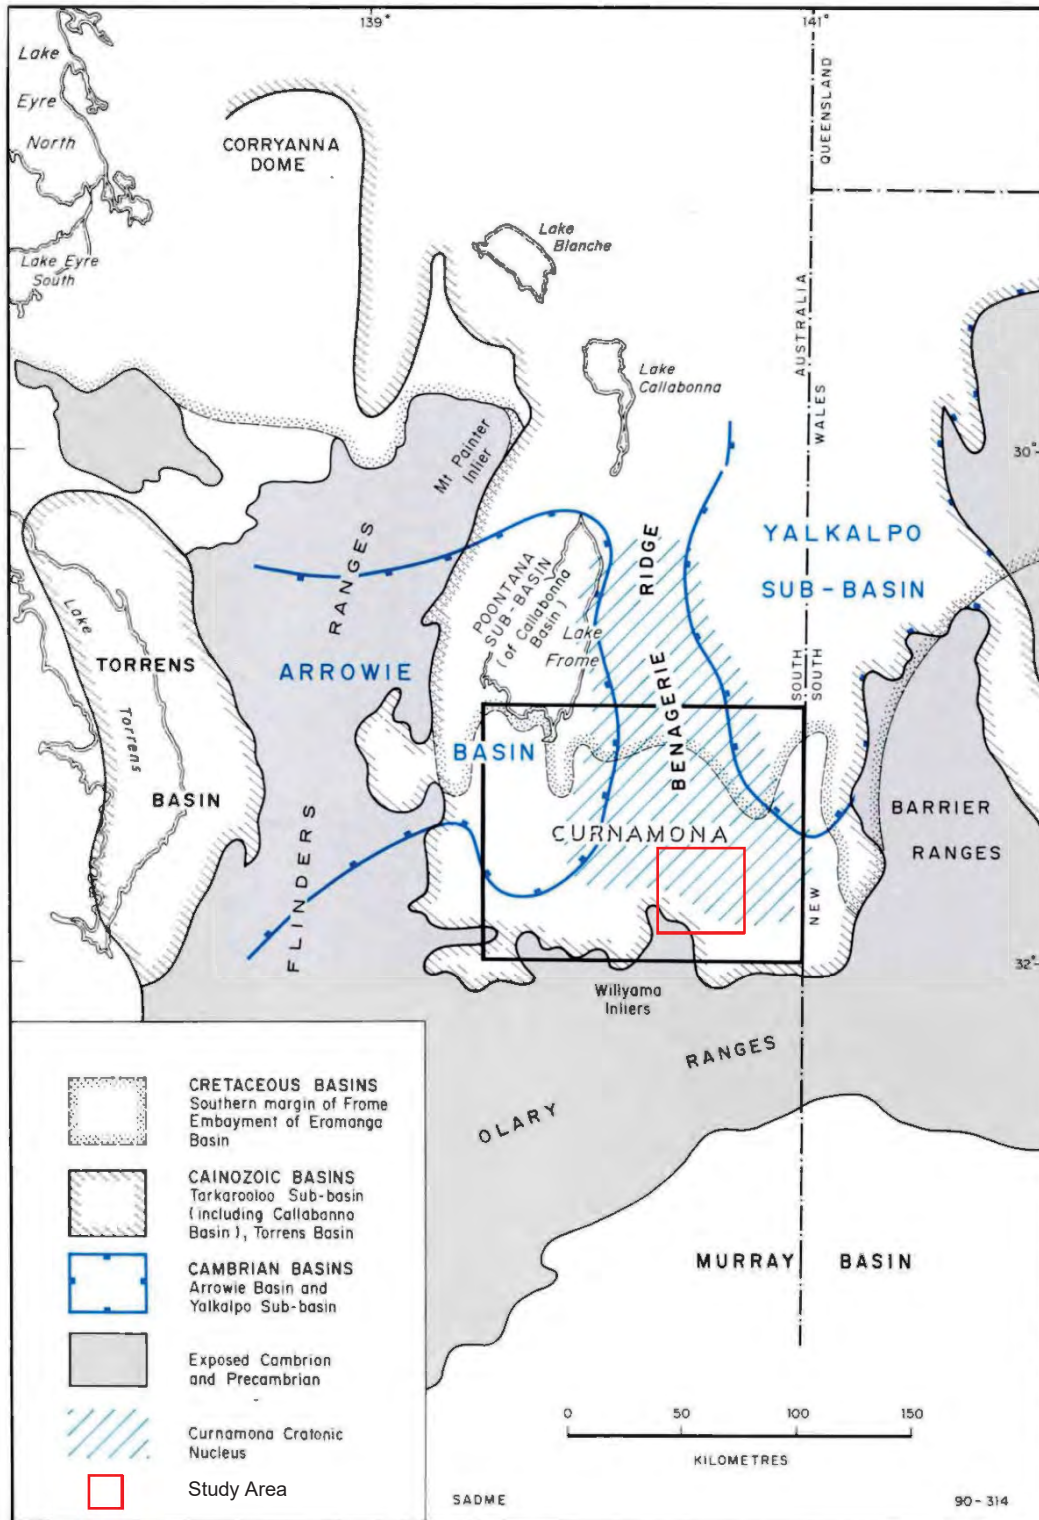 139°
141°
Lake
Eyre
North
Lake Eyre
South
CORRYANNA
DOME
QUEENSLAND
Lake
Blanche
Lake
Callabonna
AUSTRALIA
WALES
30°
Mt Painter
Inlier
YALKALPO
SUB-BASIN
RIDGE
BENAGERIE
POONTANA
SUB-BASIN
(of Callabonna
Basin)
Lake
Frome
RANGES
FLINDERS
ARROWIE
BASIN
Lake
Torrens
TORRENS
BASIN
SOUTH
SOUTH
NEW
CURNAMONA
BARRIER
RANGES
32°
Willyama
Inliers
OLARY
RANGES
MURRAY BASIN
CRETACEOUS BASINS
Southern margin of Frome
Embayment of Eramanga
Basin
CAINOZOIC BASINS
Tarkarooloo Sub-basin
(including Callabanno
Basin), Torrens Basin
CAMBRIAN BASINS
Arrowie Basin and
Yalkalpo Sub-basin
Exposed Cambrian
and Precambrian
Curnamona Cratonic
Nucleus
Study Area
0 50 100 150
KILOMETRES
SADME
90-314